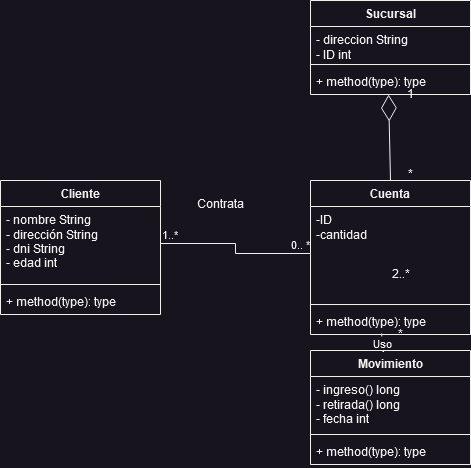 Sucursal
- direccion String
- ID int
+ method(type): type
1
*
Cliente
- nombre String
- dirección String
- dni String
- edad int
+ method(type): type
Contrata
1..*
0..*
Cuenta
-ID
-cantidad
2..*
+ method(type): type
*
Uso
Movimiento
- ingreso() long
- retirada() long
- fecha int
+ method(type): type